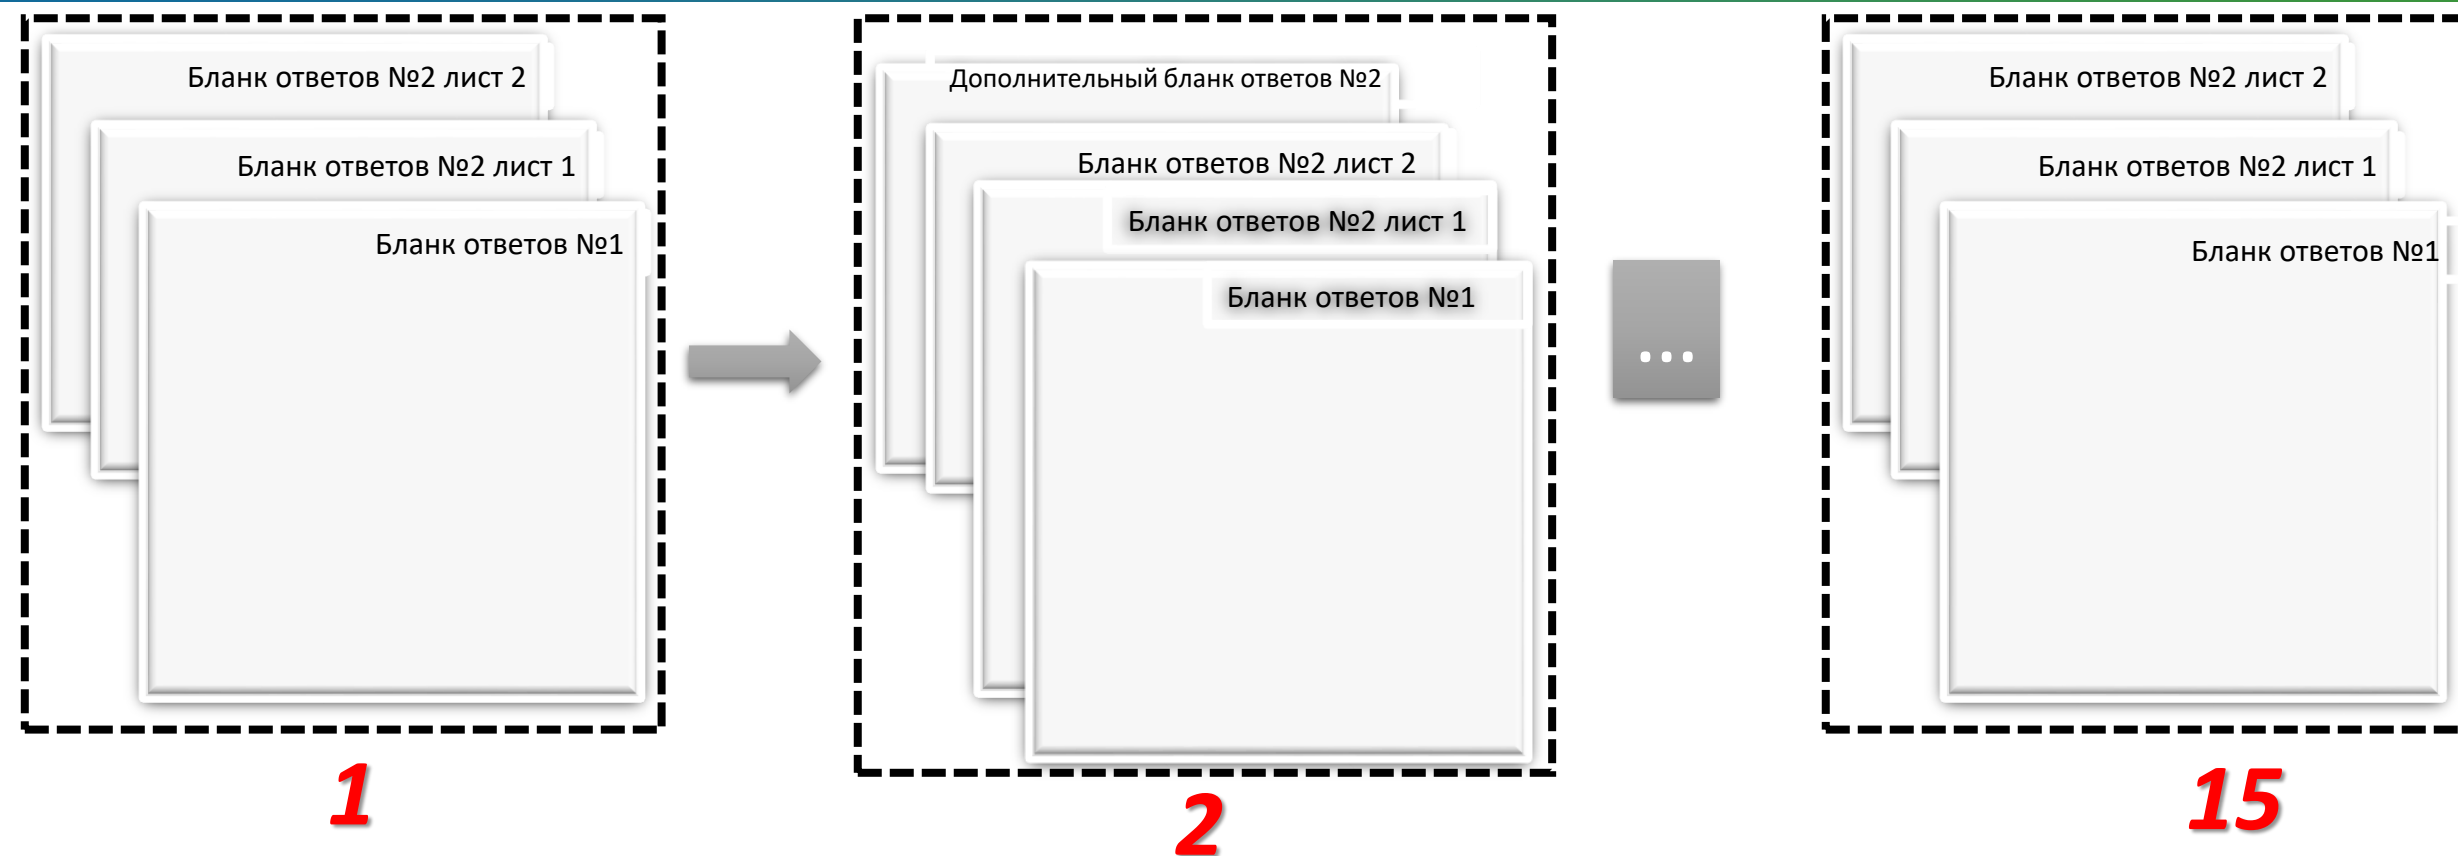 Бланк ответов №2 лист 2
Бланк ответов №2 лист 1
Бланк ответов №1
1
Дополнительный бланк ответов №2
Бланк ответов №2 лист 2
Бланк ответов №2 лист 1
Бланк ответов №1
2
...
Бланк ответов №2 лист 2
Бланк ответов №2 лист 1
Бланк ответов №1
15